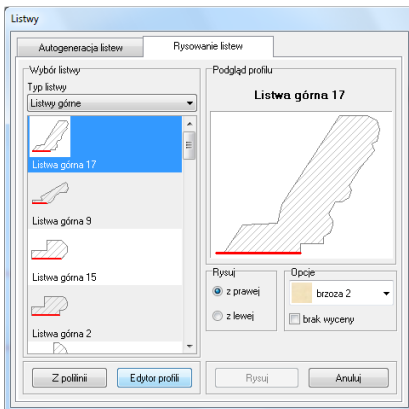 Listwy
Autogeneracja listew
Rysowanie listew
Wybór listwy
Typ listwy
Listwy górne
Listwa górna 17
Listwa górna 9
Listwa górna 15
Listwa górna 2
Z polilinii
Edytor profili
Podgląd profilu
Listwa górna 17
Rysuj
z prawej
z lewej
Opcje
brzoza 2
brak wyceny
Rysuj
Anuluj